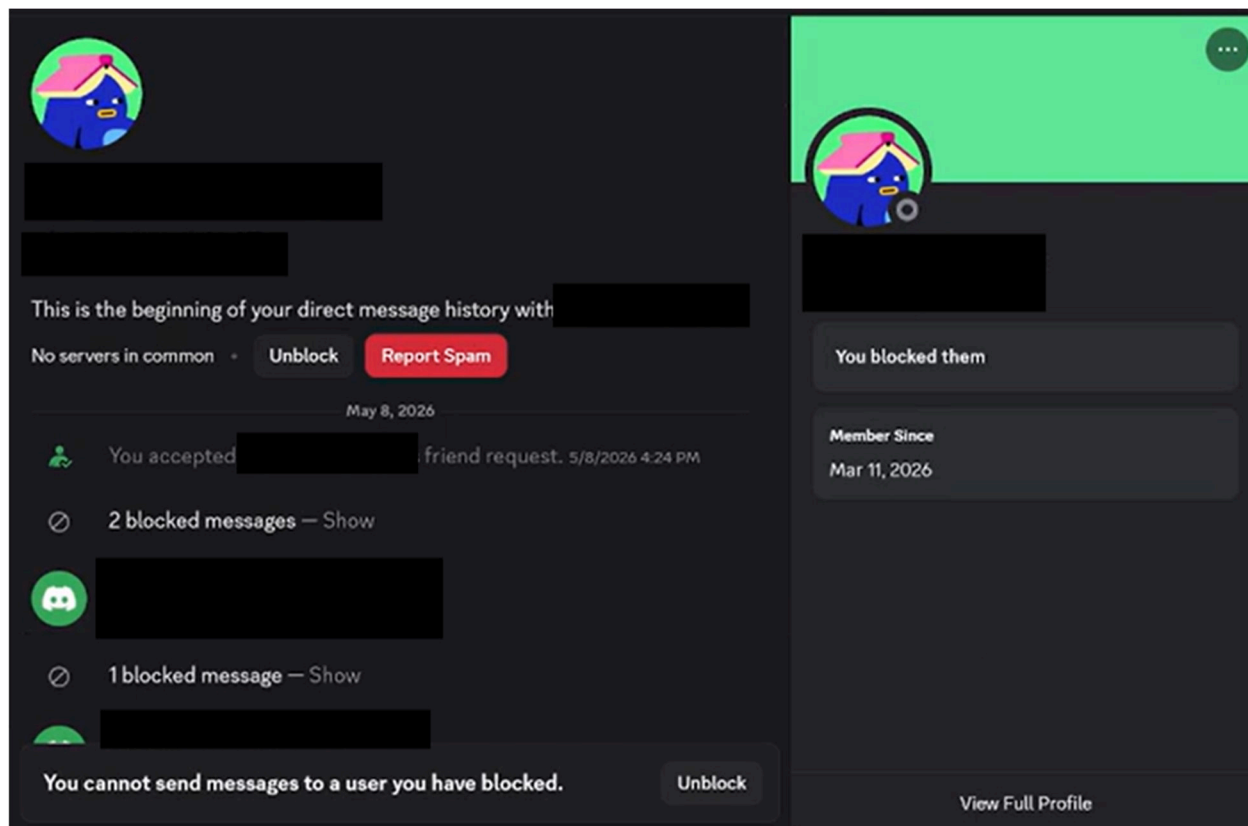 This is the beginning of your direct message history with
No servers in common • Unblock Report Spam
May 8, 2026
You accepted friend request. 5/8/2026 4:24 PM
2 blocked messages — Show
1 blocked message — Show
You cannot send messages to a user you have blocked. Unblock
You blocked them
Member Since
Mar 11, 2026
View Full Profile